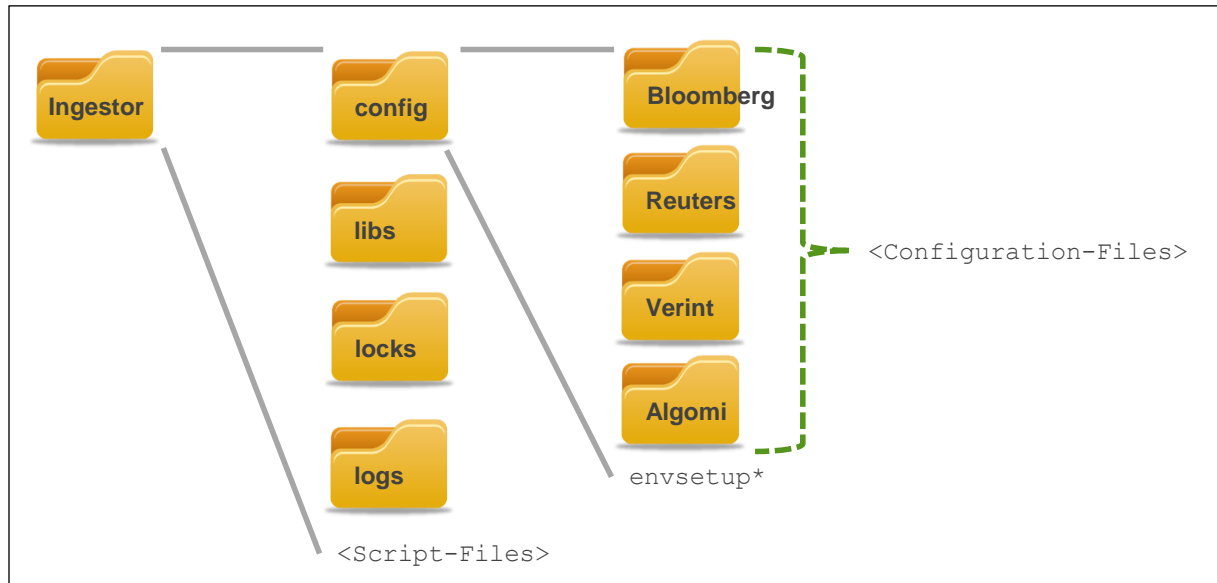 Ingestor
config
libs
locks
logs
<Script-Files>
Bloomberg
Reuters
Verint
Algomi
envsetup*
<Configuration-Files>